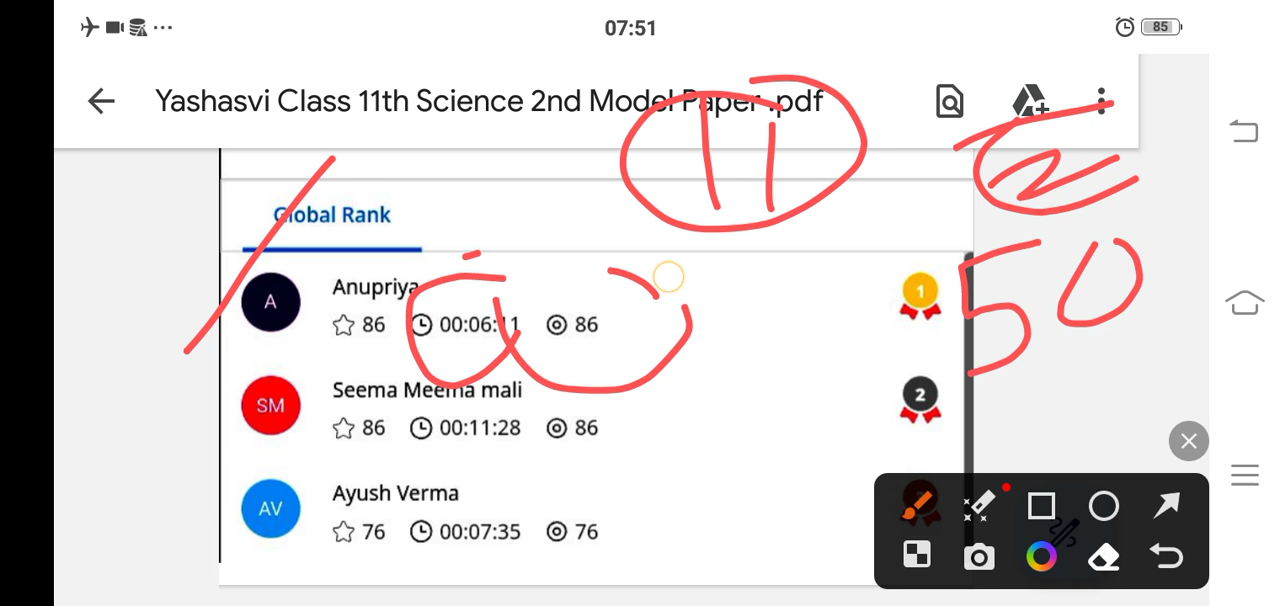 07:51
85
Yashasvi Class 11th Science 2nd Model Paper .pdf
11
2
50
Global Rank
A
Anupriya
86 00:06:11 86
1
SM
Seema Meena mali
86 00:11:28 86
2
AV
Ayush Verma
76 00:07:35 76